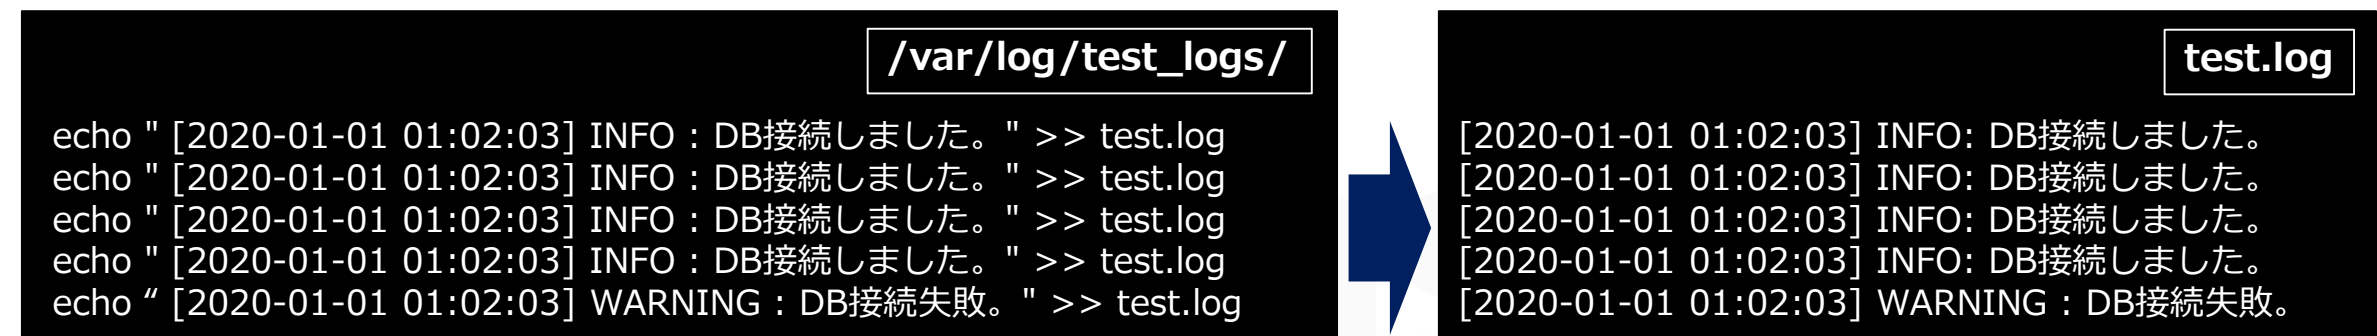 /var/log/test_logs/
echo " [2020-01-01 01:02:03] INFO : DB接続しました。" >> test.log
echo " [2020-01-01 01:02:03] INFO : DB接続しました。" >> test.log
echo " [2020-01-01 01:02:03] INFO : DB接続しました。" >> test.log
echo " [2020-01-01 01:02:03] INFO : DB接続しました。" >> test.log
echo “ [2020-01-01 01:02:03] WARNING : DB接続失敗。" >> test.log
test.log
[2020-01-01 01:02:03] INFO: DB接続しました。
[2020-01-01 01:02:03] INFO: DB接続しました。
[2020-01-01 01:02:03] INFO: DB接続しました。
[2020-01-01 01:02:03] INFO: DB接続しました。
[2020-01-01 01:02:03] WARNING : DB接続失敗。